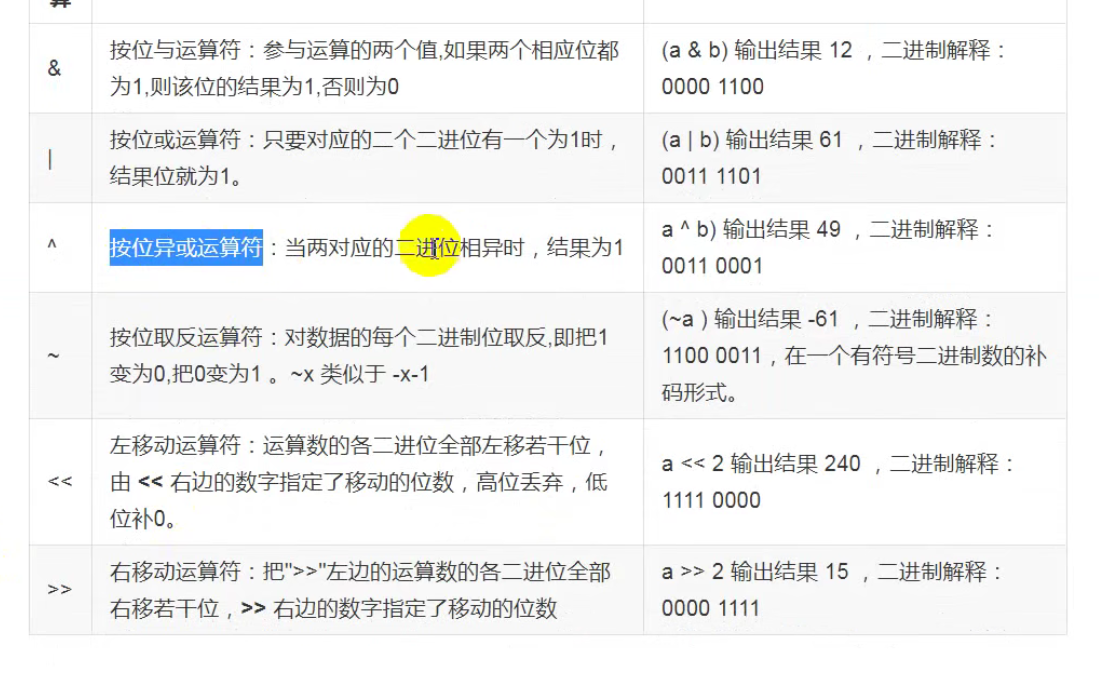 算
&
按位与运算符：参与运算的两个值,如果两个相应位都
为1,则该位的结果为1,否则为0
(a & b) 输出结果 12 ，二进制解释：
0000 1100
|
按位或运算符：只要对应的二个二进位有一个为1时，
结果位就为1。
(a | b) 输出结果 61 ，二进制解释：
0011 1101
^
按位异或运算符：当两对应的二进位相异时，结果为1
a ^ b) 输出结果 49 ，二进制解释：
0011 0001
~
按位取反运算符：对数据的每个二进制位取反,即把1
变为0,把0变为1 。~x 类似于 -x-1
(~a ) 输出结果 -61 ，二进制解释：
1100 0011，在一个有符号二进制数的补
码形式。
<<
左移动运算符：运算数的各二进位全部左移若干位，
由 << 右边的数字指定了移动的位数，高位丢弃，低
位补0。
a << 2 输出结果 240 ，二进制解释：
1111 0000
>>
右移动运算符：把">>"左边的运算数的各二进位全部
右移若干位，>> 右边的数字指定了移动的位数
a >> 2 输出结果 15 ，二进制解释：
0000 1111